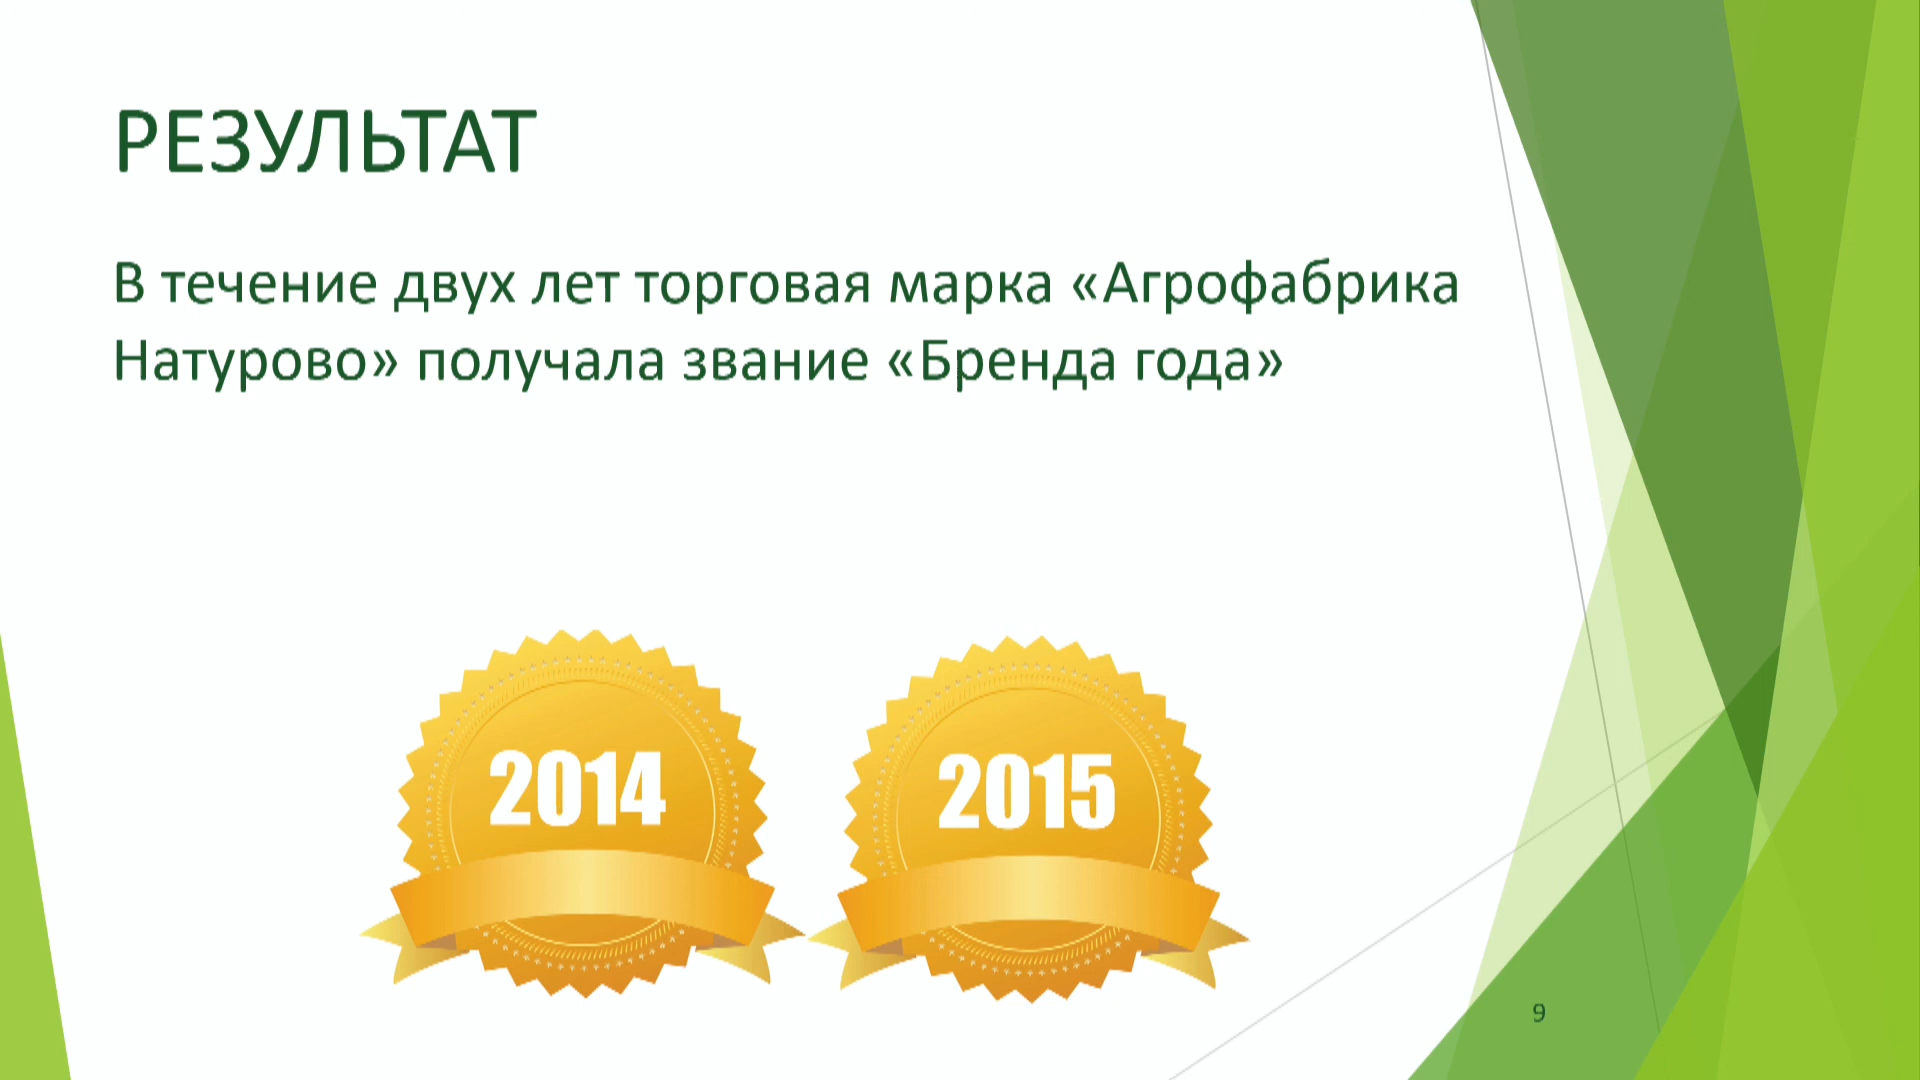 РЕЗУЛЬТАТ
В течение двух лет торговая марка «Агрофабрика
Натурово» получала звание «Бренда года»
2014
2015
9